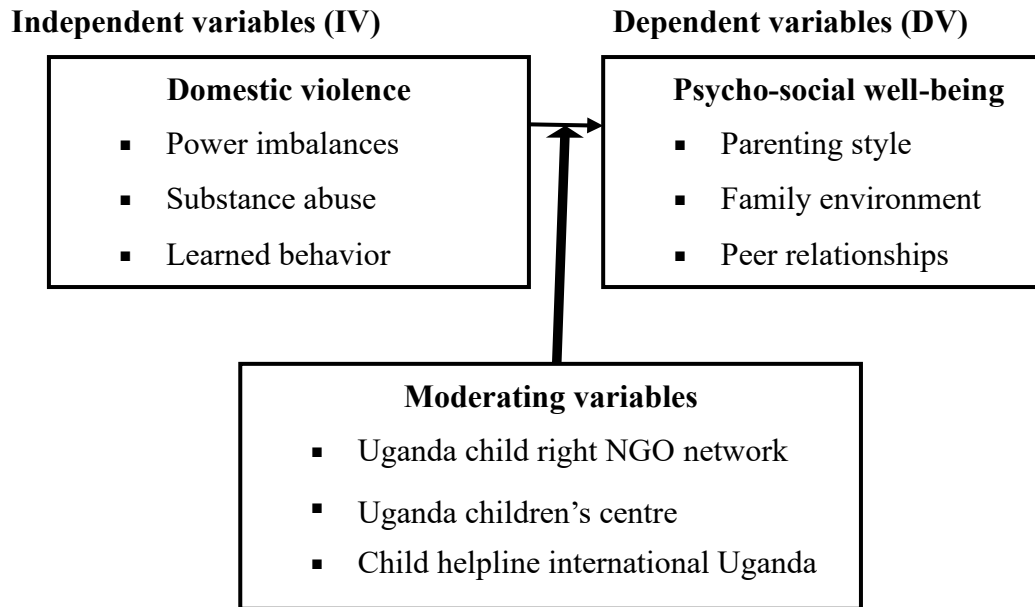 Independent variables (IV)
Dependent variables (DV)
Domestic violence
▪ Power imbalances
▪ Substance abuse
▪ Learned behavior
Psycho-social well-being
▪ Parenting style
▪ Family environment
▪ Peer relationships
Moderating variables
▪ Uganda child right NGO network
▪ Uganda children’s centre
▪ Child helpline international Uganda